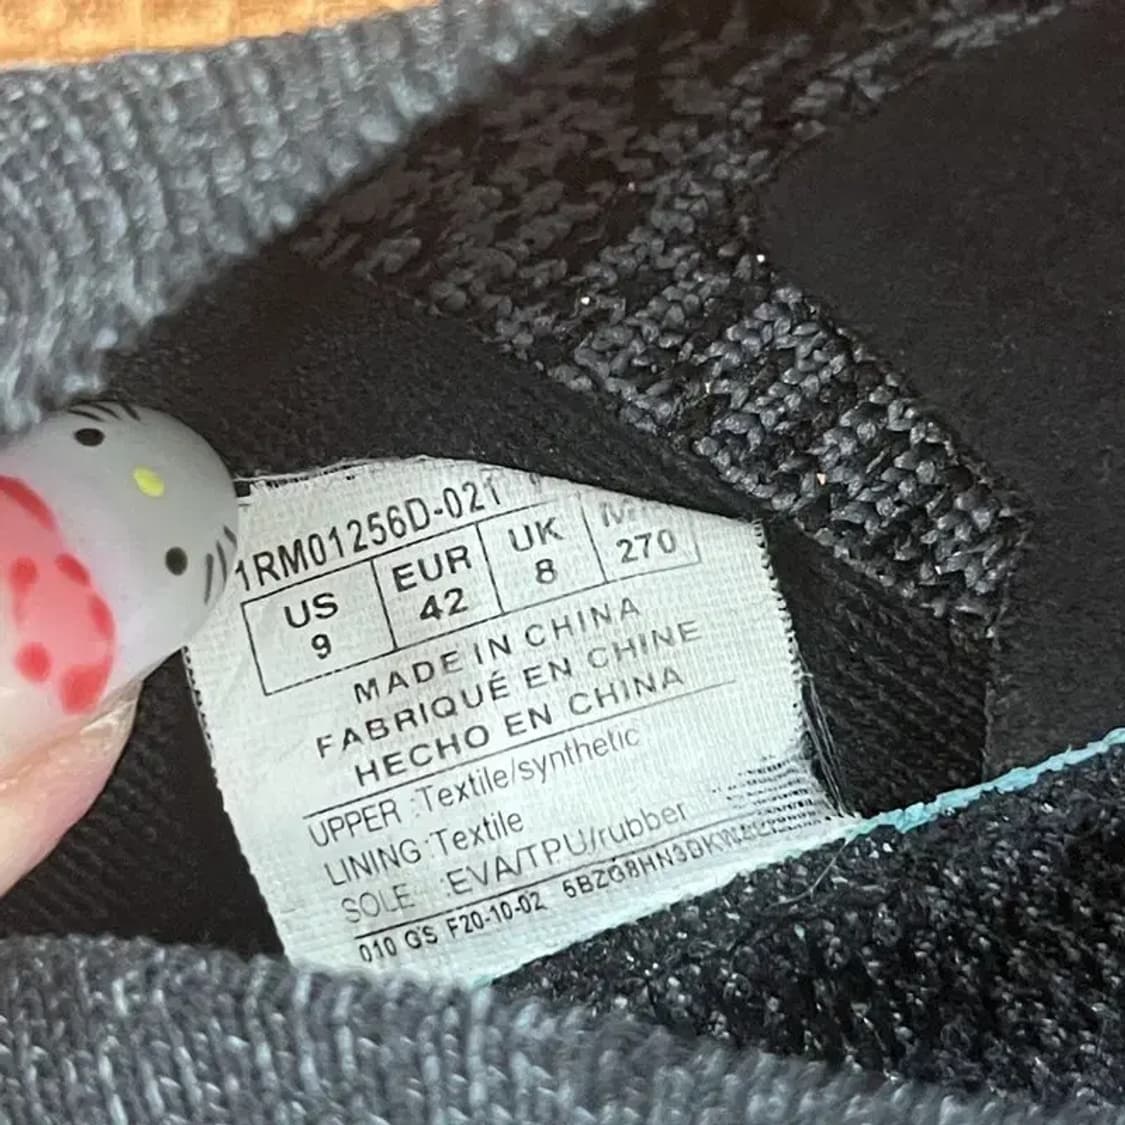 1RM01256D-021
US EUR UK
9 42 8 270
MADE IN CHINA
FABRIQUÉ EN CHINE
HECHO EN CHINA
UPPER :Textile/synthetic
LINING:Textile
SOLE :EVA/TPU/rubber
010 GS F20-10-02